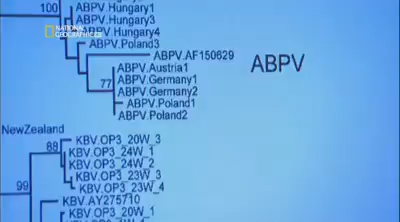 100
ABPV.Hungary1
ABPV.Hungary3
NATIONAL
GEOGRAPHIC
ABPV.Hungary4
ABPV.Poland3
ABPV.AF150629
ABPV
ABPV.Austria1
ABPV.Germany1
77
ABPV.Germany2
ABPV.Poland1
ABPV.Poland2
NewZealand
KBV.OP3_20W_3
88
KBV.OP3_24W_1
KBV.OP3_24W_2
KBV.OP3_23W_3
99
KBV.OP3_23W_4
KBV.AY275710
KBV.OP3_20W_1